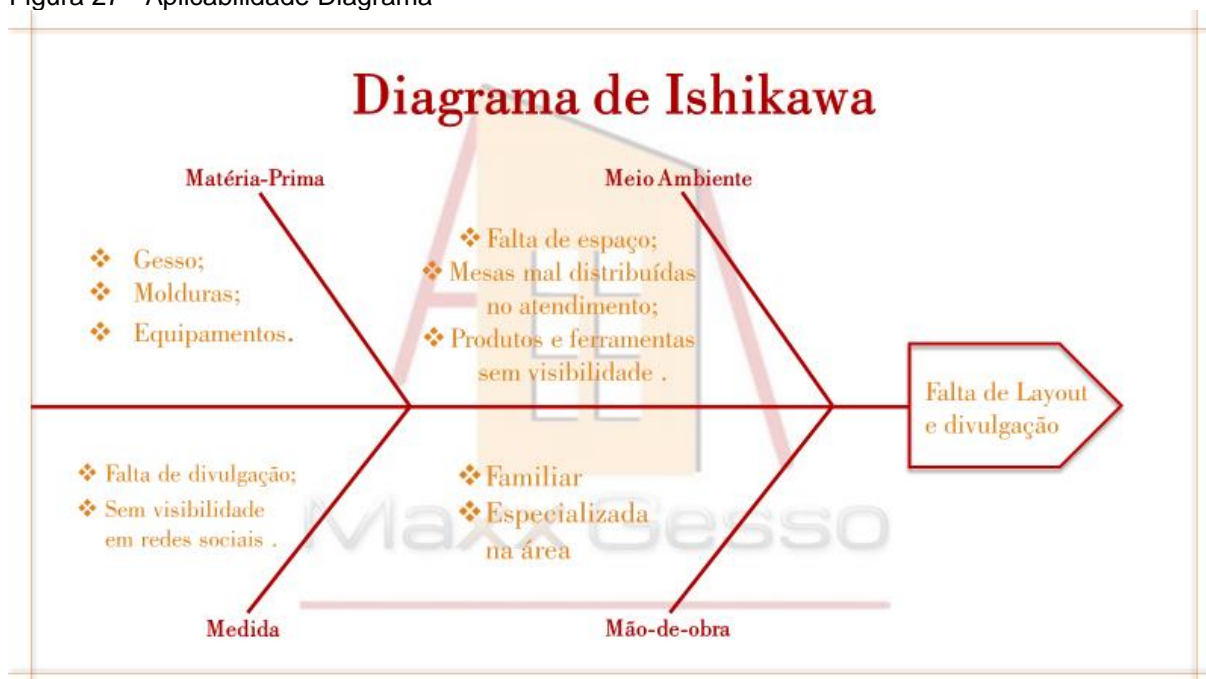 Figura 27 - Aplicabilidade Diagrama
Diagrama de Ishikawa
Matéria-Prima
❖ Gesso;
❖ Molduras;
❖ Equipamentos.
Meio Ambiente
❖ Falta de espaço;
❖ Mesas mal distribuídas
no atendimento;
❖ Produtos e ferramentas
sem visibilidade .
Falta de Layout
e divulgação
❖ Falta de divulgação;
❖ Sem visibilidade
em redes sociais .
Medida
❖ Familiar
❖ Especializada
na área
Mão-de-obra
Maxx Gesso